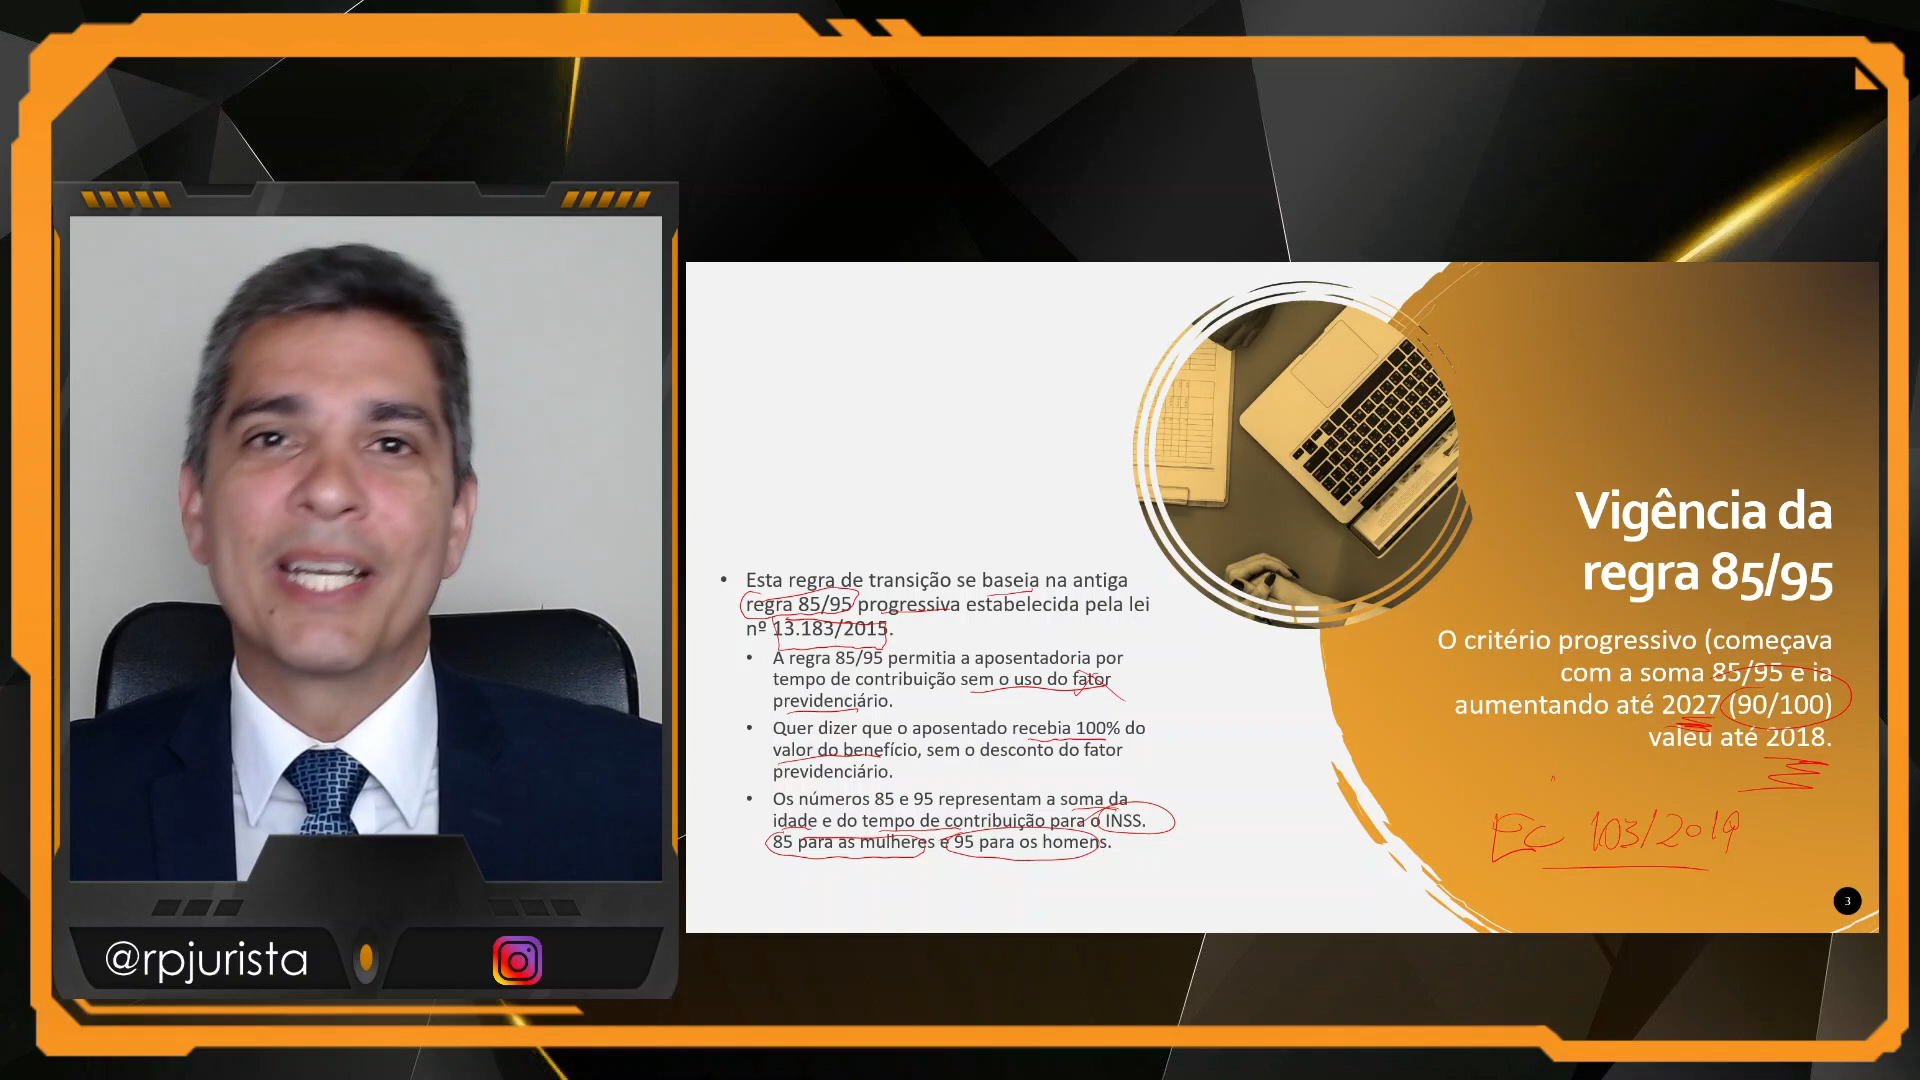 @rpjurista
• Esta regra de transição se baseia na antiga
regra 85/95 progressiva estabelecida pela lei
nº 13.183/2015.
• A regra 85/95 permitia a aposentadoria por
tempo de contribuição sem o uso do fator
previdenciário.
• Quer dizer que o aposentado recebia 100% do
valor do benefício, sem o desconto do fator
previdenciário.
• Os números 85 e 95 representam a soma da
idade e do tempo de contribuição para o INSS.
85 para as mulheres e 95 para os homens.
Vigência da
regra 85/95
O critério progressivo (começava
com a soma 85/95 e ia
aumentando até 2027 (90/100)
valeu até 2018.
EC 103/2019
3